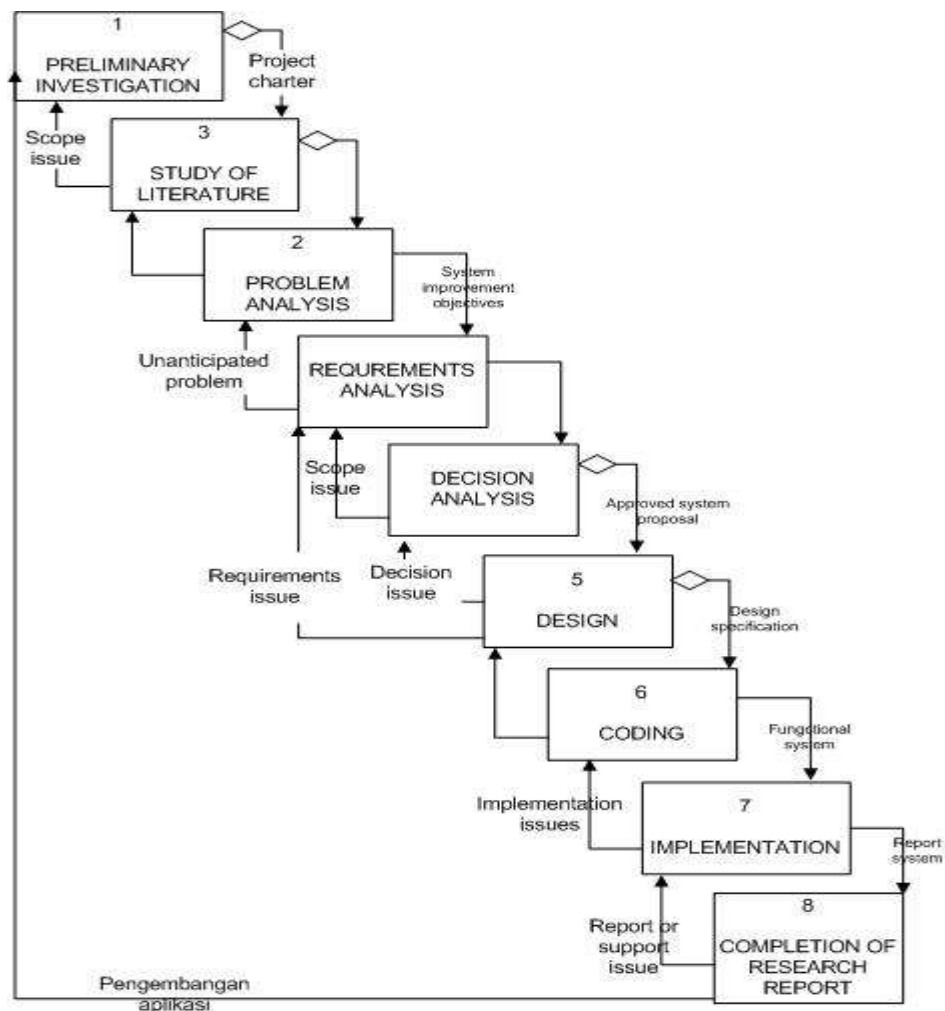 1
PRELIMINARY
INVESTIGATION
Project
charter
Scope
issue
3
STUDY OF
LITERATURE
2
PROBLEM
ANALYSIS
System
improvement
objectives
Unanticipated
problem
REQUREMENTS
ANALYSIS
Scope
issue
DECISION
ANALYSIS
Approved system
proposal
Requirements
issue
Decision
issue
5
DESIGN
Design
specification
6
CODING
Fungctional
system
Implementation
issues
7
IMPLEMENTATION
Report
system
Report or
support
issue
8
COMPLETION OF
RESEARCH
REPORT
Pengembangan
aplikasi